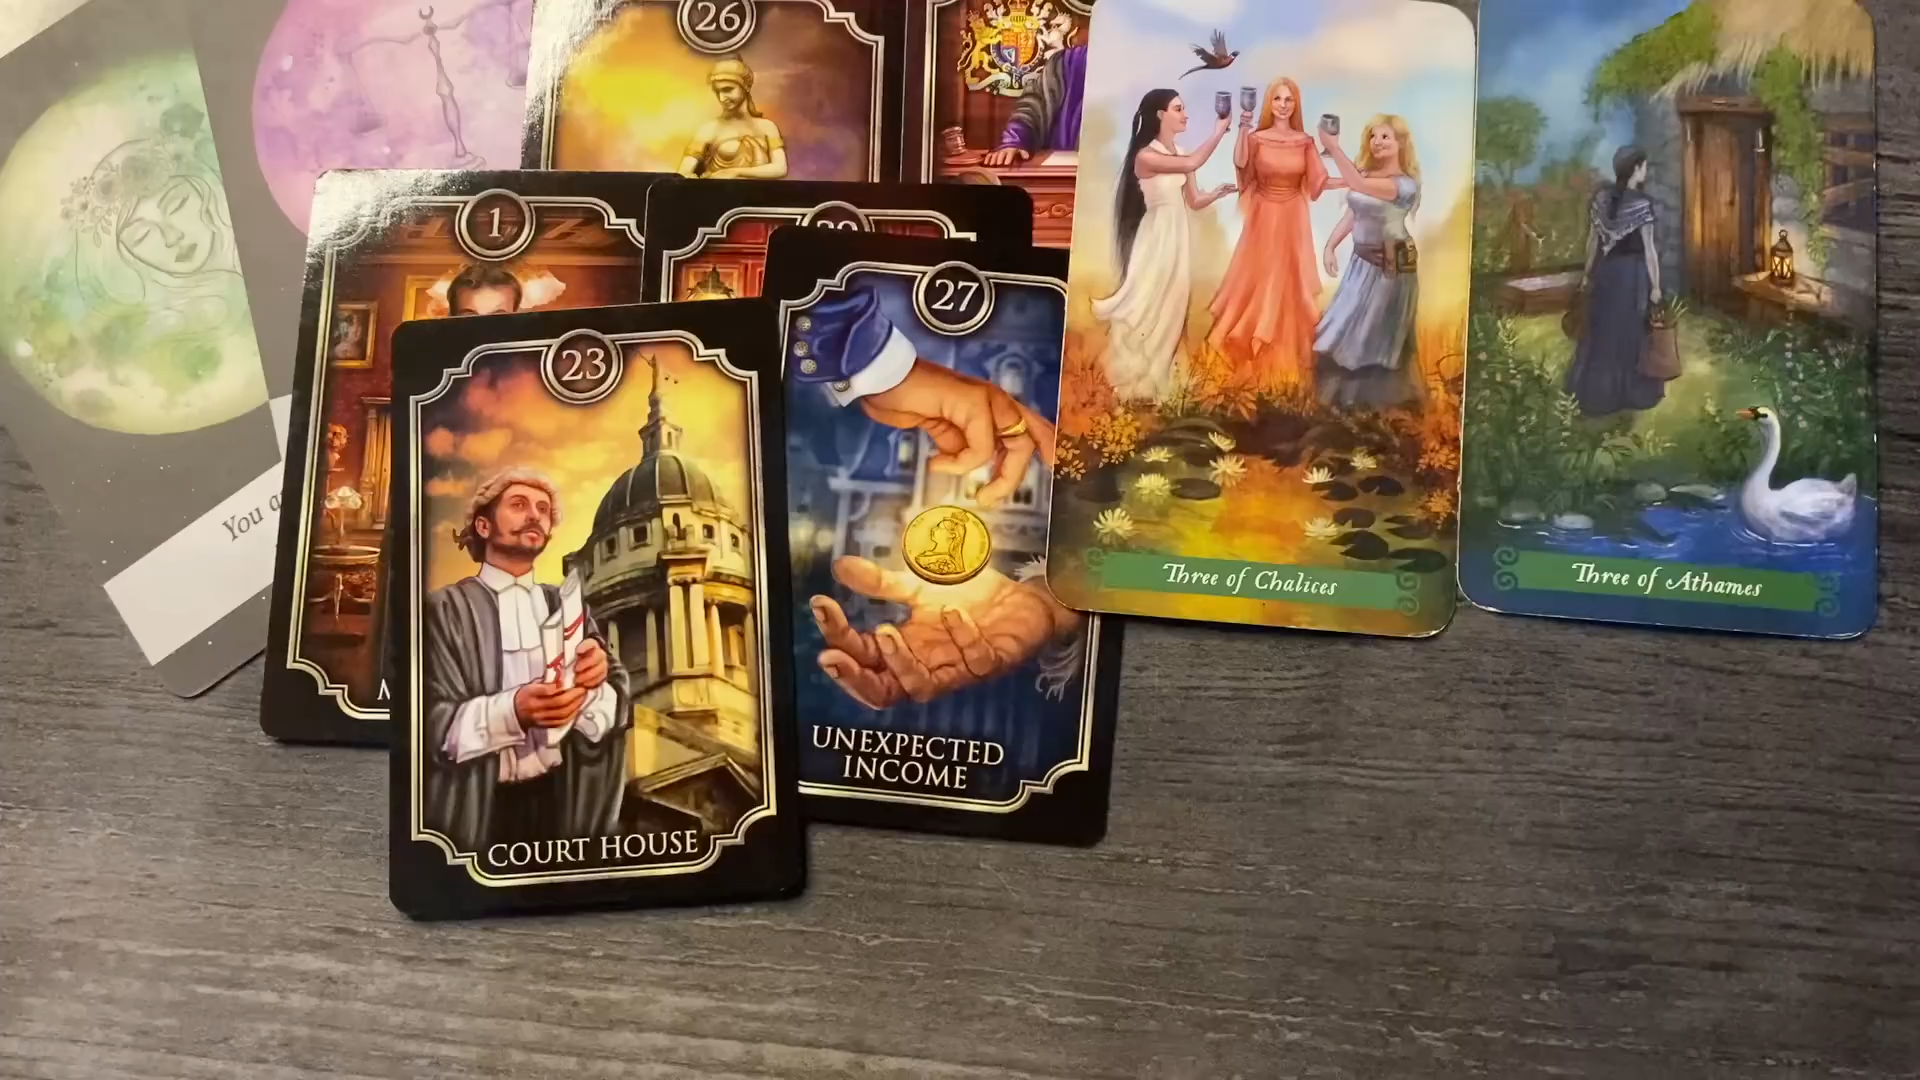 26
1
23
27
You a
M
UNEXPECTED
INCOME
COURT HOUSE
Three of Chalices
Three of Athames